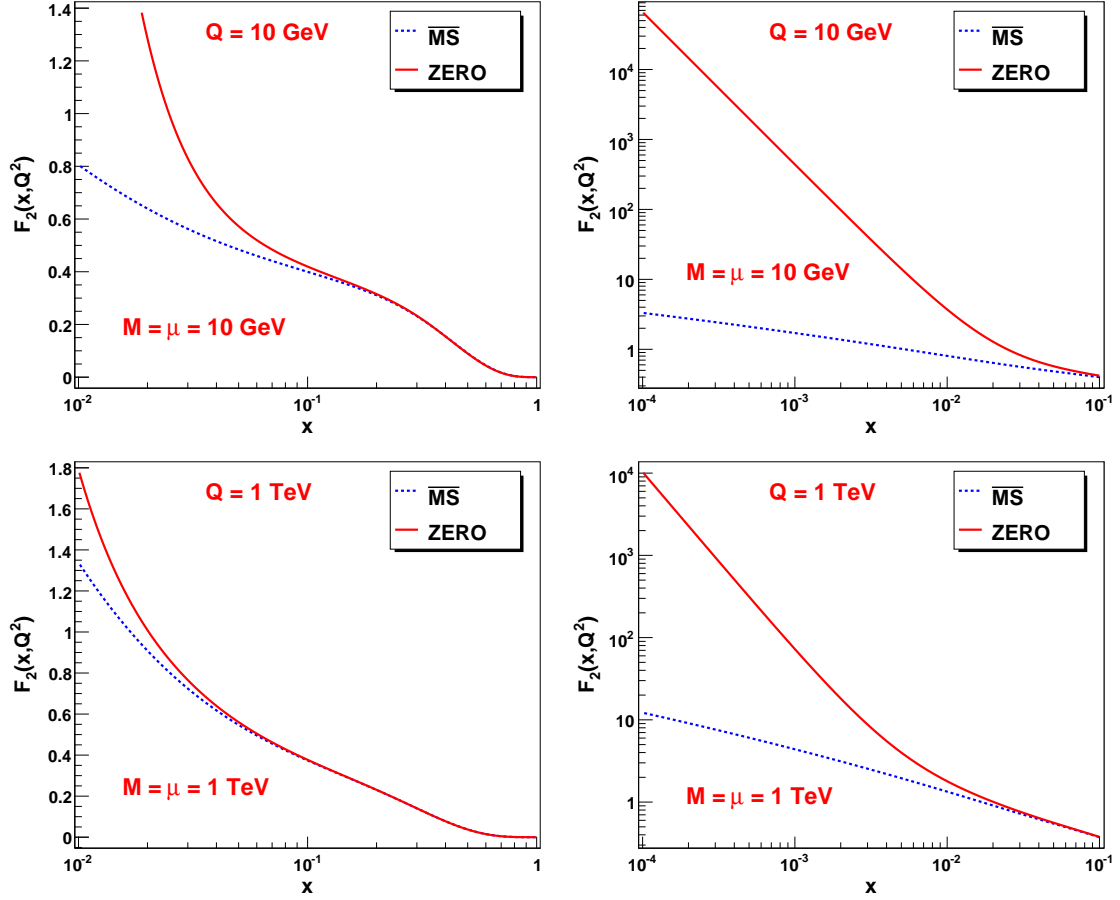 Q = 10 GeV
M̅S̅
ZERO
M = μ = 10 GeV
F₂(x,Q²)
1.4
1.2
1
0.8
0.6
0.4
0.2
0
10⁻² 10⁻¹ 1
x
Q = 10 GeV
M̅S̅
ZERO
M = μ = 10 GeV
F₂(x,Q²)
10⁴
10³
10²
10
1
10⁻⁴ 10⁻³ 10⁻² 10⁻¹
x
Q = 1 TeV
M̅S̅
ZERO
M = μ = 1 TeV
F₂(x,Q²)
1.8
1.6
1.4
1.2
1
0.8
0.6
0.4
0.2
0
10⁻² 10⁻¹ 1
x
Q = 1 TeV
M̅S̅
ZERO
M = μ = 1 TeV
F₂(x,Q²)
10⁴
10³
10²
10
1
10⁻⁴ 10⁻³ 10⁻² 10⁻¹
x